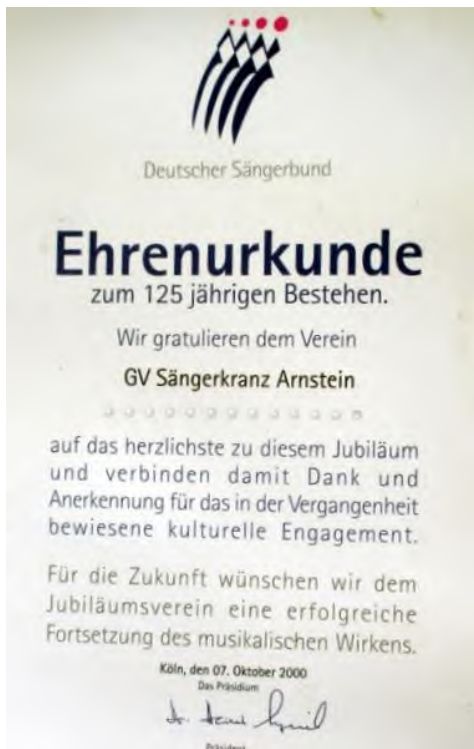 Deutscher Sängerbund
Ehrenurkunde
zum 125 jährigen Bestehen.
Wir gratulieren dem Verein
GV Sängerkranz Arnstein
auf das herzlichste zu diesem Jubiläum
und verbinden damit Dank und
Anerkennung für das in der Vergangenheit
bewiesene kulturelle Engagement.
Für die Zukunft wünschen wir dem
Jubiläumsverein eine erfolgreiche
Fortsetzung des musikalischen Wirkens.
Köln, den 07. Oktober 2000
Das Präsidium
Präsident